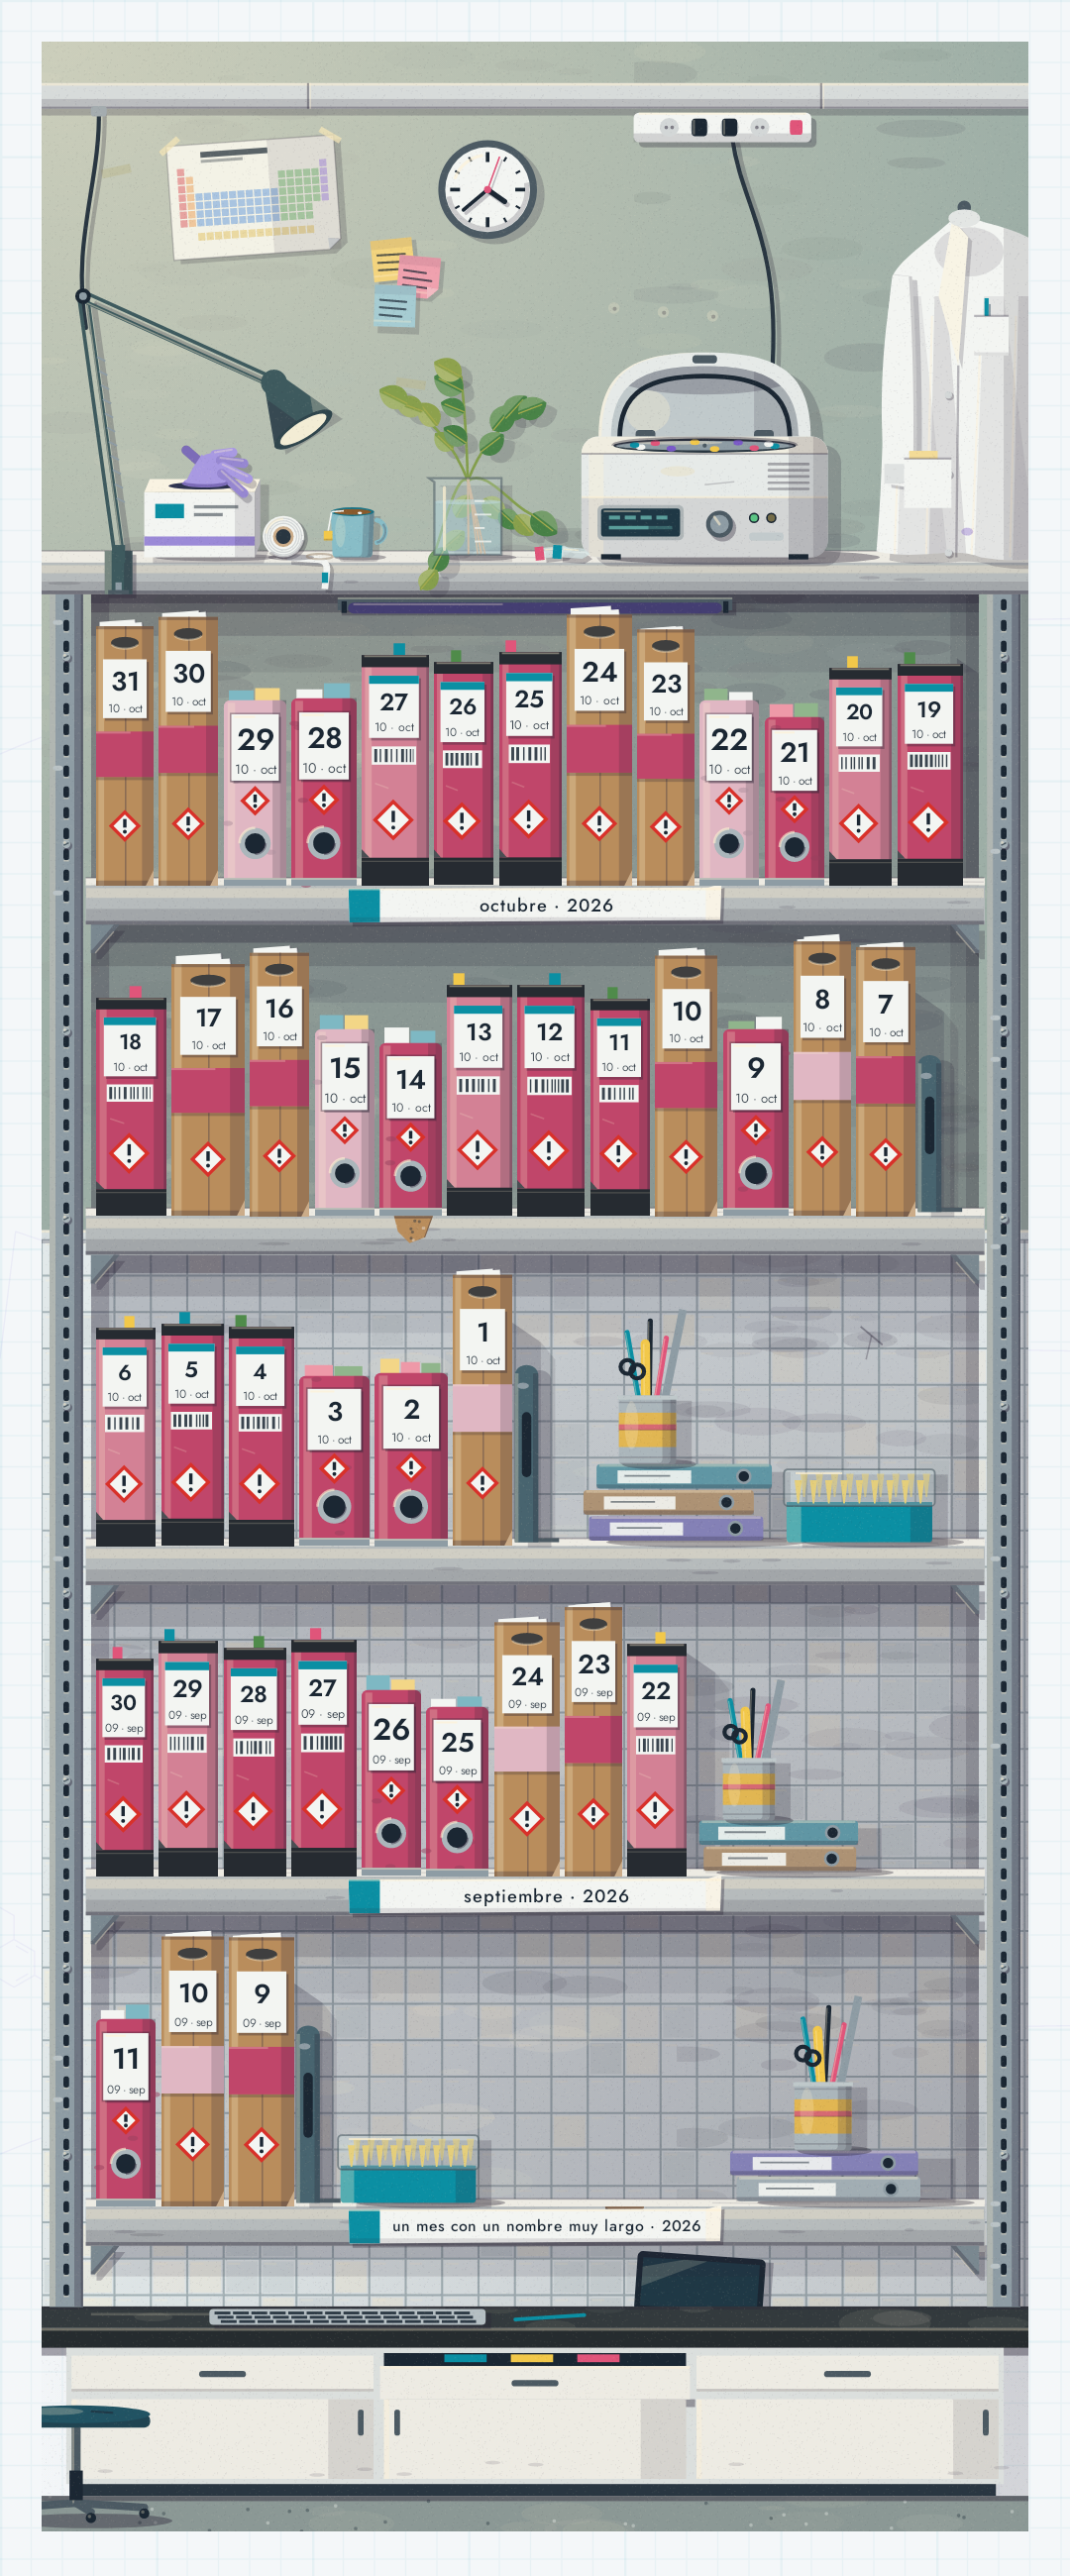 31
10 · oct
30
10 · oct
29
10 · oct
28
10 · oct
27
10 · oct
26
10 · oct
25
10 · oct
24
10 · oct
23
10 · oct
22
10 · oct
21
10 · oct
20
10 · oct
19
10 · oct
octubre · 2026
18
10 · oct
17
10 · oct
16
10 · oct
15
10 · oct
14
10 · oct
13
10 · oct
12
10 · oct
11
10 · oct
10
10 · oct
9
10 · oct
8
10 · oct
7
10 · oct
6
10 · oct
5
10 · oct
4
10 · oct
3
10 · oct
2
10 · oct
1
10 · oct
30
09 · sep
29
09 · sep
28
09 · sep
27
09 · sep
26
09 · sep
25
09 · sep
24
09 · sep
23
09 · sep
22
09 · sep
septiembre · 2026
11
09 · sep
10
09 · sep
9
09 · sep
un mes con un nombre muy largo · 2026